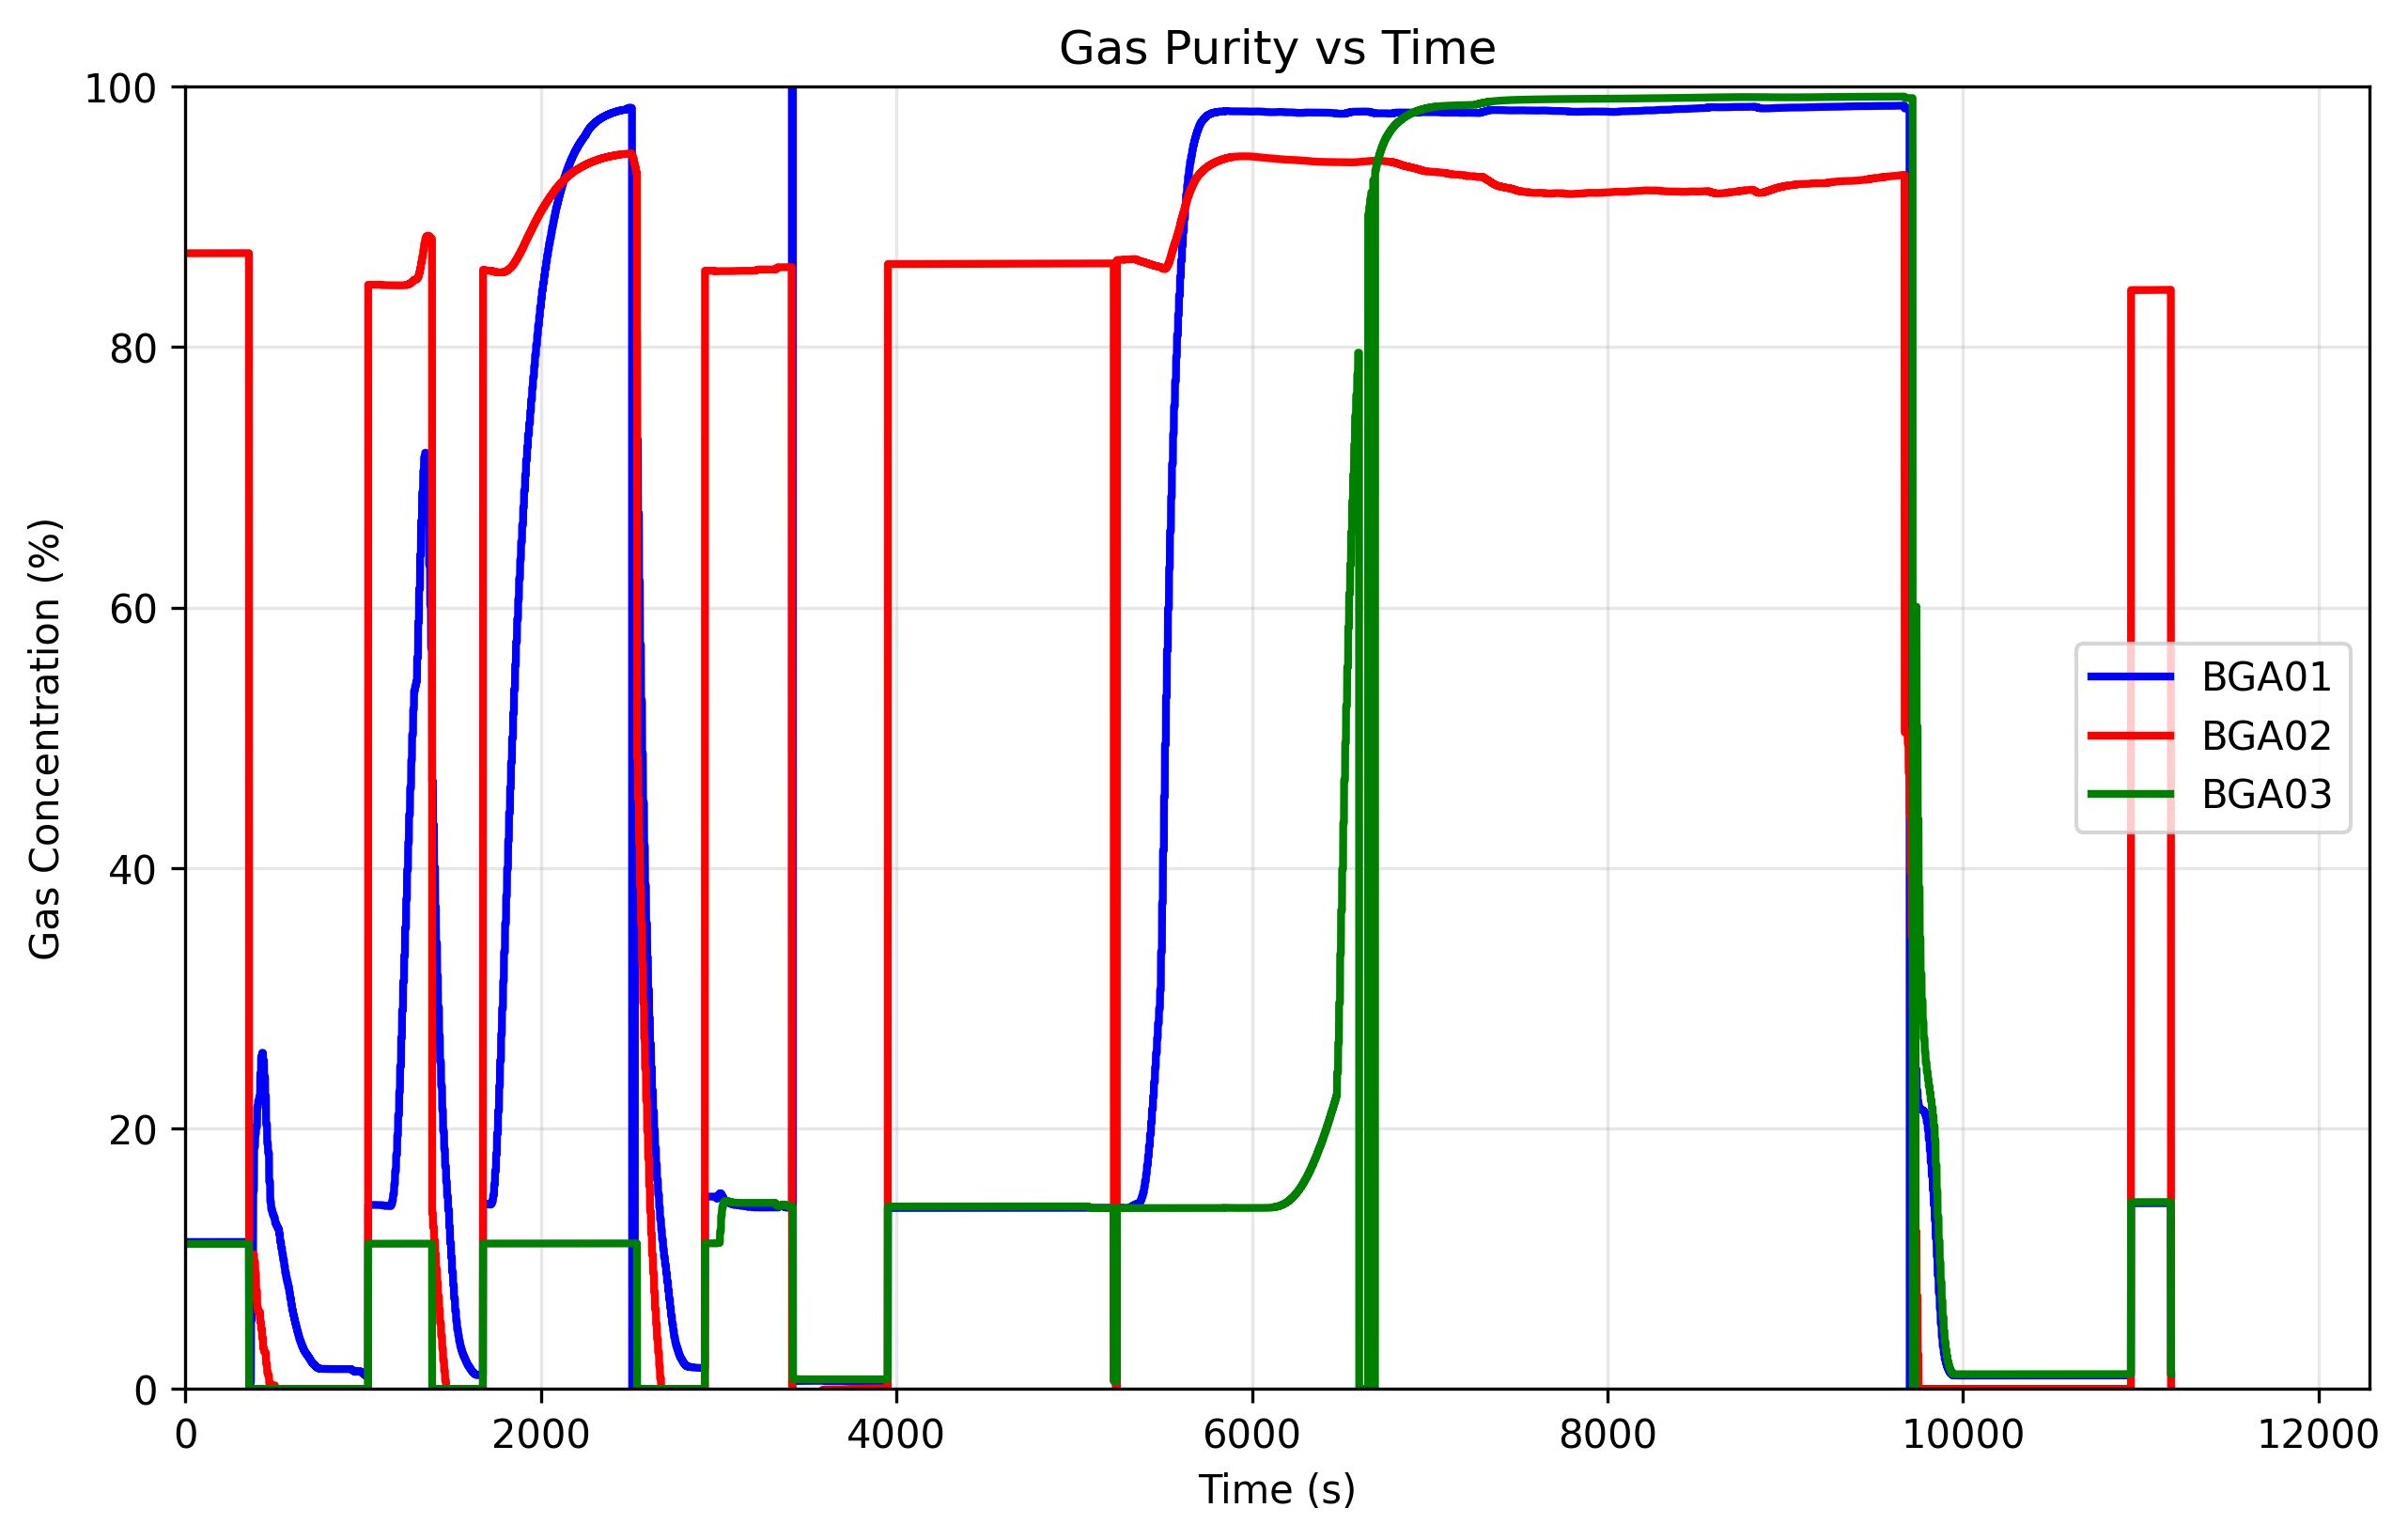 Gas Purity vs Time
Gas Concentration (%)
100
80
60
40
20
0
0 2000 4000 6000 8000 10000 12000
Time (s)
BGA01
BGA02
BGA03